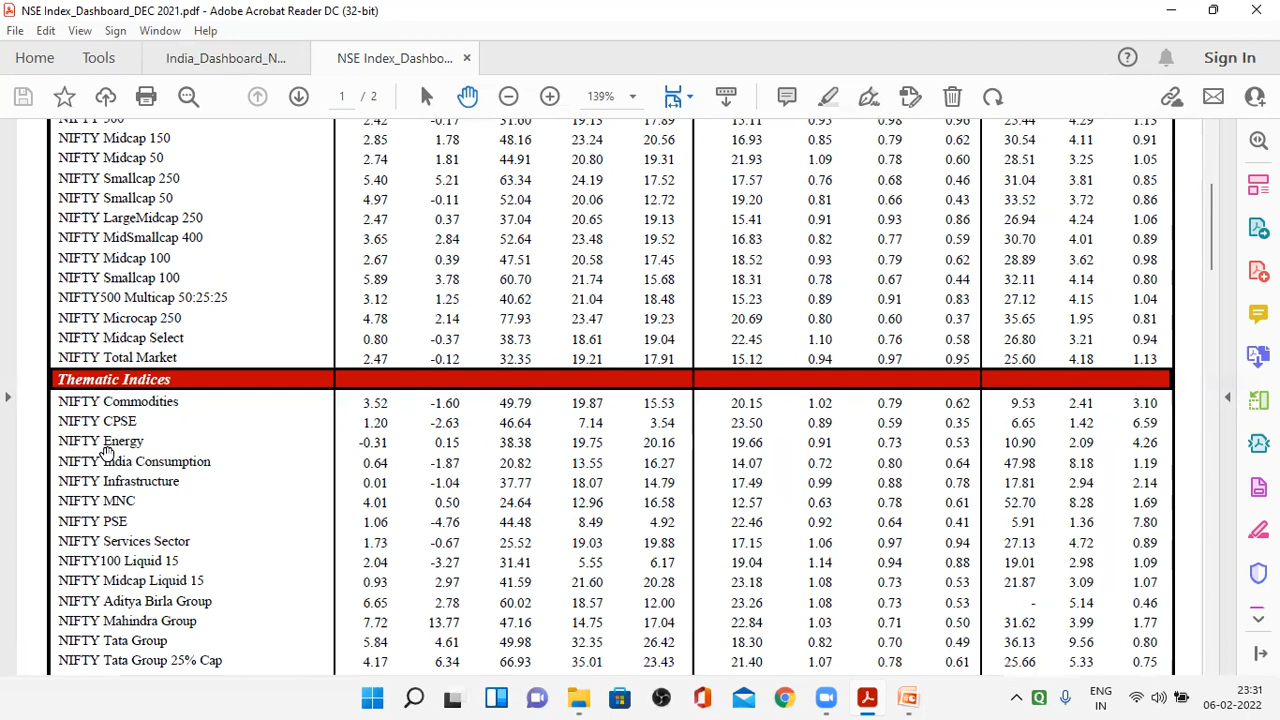 NSE Index_Dashboard_DEC 2021.pdf - Adobe Acrobat Reader DC (32-bit)
File Edit View Sign Window Help
Home Tools India_Dashboard_N... NSE Index_Dashbo... × Sign In
1 / 2 139%
NIFTY 500 2.42 -0.17 31.60 19.13 17.89 15.11 0.95 0.98 0.96 25.44 4.29 1.13
NIFTY Midcap 150 2.85 1.78 48.16 23.24 20.56 16.93 0.85 0.79 0.62 30.54 4.11 0.91
NIFTY Midcap 50 2.74 1.81 44.91 20.80 19.31 21.93 1.09 0.78 0.60 28.51 3.25 1.05
NIFTY Smallcap 250 5.40 5.21 63.34 24.19 17.52 17.57 0.76 0.68 0.46 31.04 3.81 0.85
NIFTY Smallcap 50 4.97 -0.11 52.04 20.06 12.72 19.20 0.81 0.66 0.43 33.52 3.72 0.86
NIFTY LargeMidcap 250 2.47 0.37 37.04 20.65 19.13 15.41 0.91 0.93 0.86 26.94 4.24 1.06
NIFTY MidSmallcap 400 3.65 2.84 52.64 23.48 19.52 16.83 0.82 0.77 0.59 30.70 4.01 0.89
NIFTY Midcap 100 2.67 0.39 47.51 20.58 17.45 18.52 0.93 0.79 0.62 28.89 3.62 0.98
NIFTY Smallcap 100 5.89 3.78 60.70 21.74 15.68 18.31 0.78 0.67 0.44 32.11 4.14 0.80
NIFTY500 Multicap 50:25:25 3.12 1.25 40.62 21.04 18.48 15.23 0.89 0.91 0.83 27.12 4.15 1.04
NIFTY Microcap 250 4.78 2.14 77.93 23.47 19.23 20.69 0.80 0.60 0.37 35.65 1.95 0.81
NIFTY Midcap Select 0.80 -0.37 38.73 18.61 19.04 22.45 1.10 0.76 0.58 26.80 3.21 0.94
NIFTY Total Market 2.47 -0.12 32.35 19.21 17.91 15.12 0.94 0.97 0.95 25.60 4.18 1.13
Thematic Indices
NIFTY Commodities 3.52 -1.60 49.79 19.87 15.53 20.15 1.02 0.79 0.62 9.53 2.41 3.10
NIFTY CPSE 1.20 -2.63 46.64 7.14 3.54 23.50 0.89 0.59 0.35 6.65 1.42 6.59
NIFTY Energy -0.31 0.15 38.38 19.75 20.16 19.66 0.91 0.73 0.53 10.90 2.09 4.26
NIFTY India Consumption 0.64 -1.87 20.82 13.55 16.27 14.07 0.72 0.80 0.64 47.98 8.18 1.19
NIFTY Infrastructure 0.01 -1.04 37.77 18.07 14.79 17.49 0.99 0.88 0.78 17.81 2.94 2.14
NIFTY MNC 4.01 0.50 24.64 12.96 16.58 12.57 0.63 0.78 0.61 52.70 8.28 1.69
NIFTY PSE 1.06 -4.76 44.48 8.49 4.92 22.46 0.92 0.64 0.41 5.91 1.36 7.80
NIFTY Services Sector 1.73 -0.67 25.52 19.03 19.88 17.15 1.06 0.97 0.94 27.13 4.72 0.89
NIFTY100 Liquid 15 2.04 -3.27 31.41 5.55 6.17 19.04 1.14 0.94 0.88 19.01 2.98 1.09
NIFTY Midcap Liquid 15 0.93 2.97 41.59 21.60 20.28 23.18 1.08 0.73 0.53 21.87 3.09 1.07
NIFTY Aditya Birla Group 6.65 2.78 60.02 18.57 12.00 23.26 1.08 0.73 0.53 - 5.14 0.46
NIFTY Mahindra Group 7.72 13.77 47.16 14.75 17.04 22.84 1.03 0.71 0.50 31.62 3.99 1.77
NIFTY Tata Group 5.84 4.61 49.98 32.35 26.42 18.30 0.82 0.70 0.49 36.13 9.56 0.80
NIFTY Tata Group 25% Cap 4.17 6.34 66.93 35.01 23.43 21.40 1.07 0.78 0.61 25.66 5.33 0.75
ENG 23:31
IN 06-02-2022